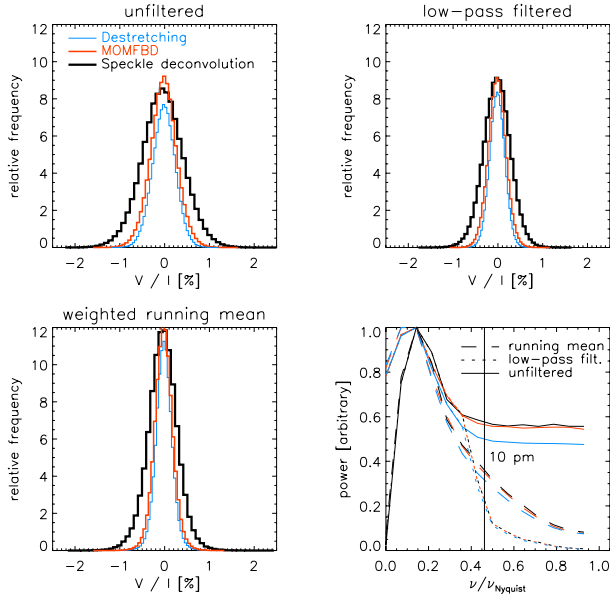 unfiltered
12
10
8
6
4
2
0
relative frequency
Destretching
MOMFBD
Speckle deconvolution
-2 -1 0 1 2
V / I [%]
low-pass filtered
12
10
8
6
4
2
0
relative frequency
-2 -1 0 1 2
V / I [%]
weighted running mean
12
10
8
6
4
2
0
relative frequency
-2 -1 0 1 2
V / I [%]
1.0
0.8
0.6
0.4
0.2
0.0
power [arbitrary]
running mean
low-pass filt.
unfiltered
10 pm
0.0 0.2 0.4 0.6 0.8 1.0
ν/νNyquist